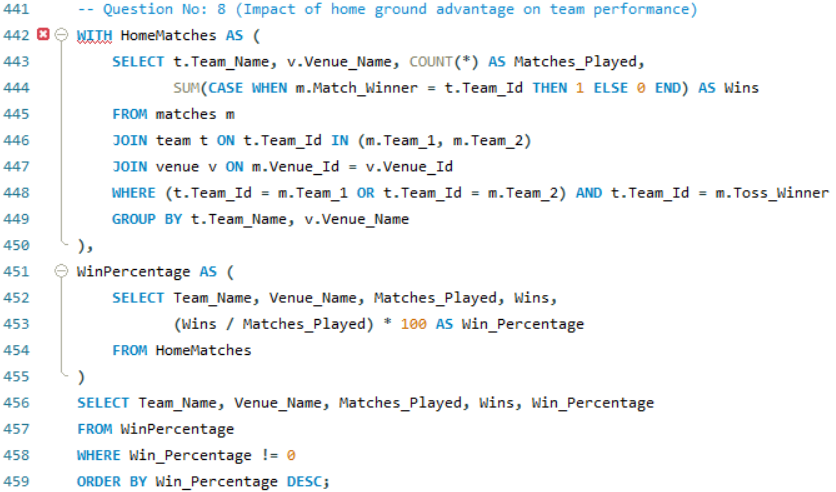 441 -- Question No: 8 (Impact of home ground advantage on team performance)
442 WITH HomeMatches AS (
443 SELECT t.Team_Name, v.Venue_Name, COUNT(*) AS Matches_Played,
444 SUM(CASE WHEN m.Match_Winner = t.Team_Id THEN 1 ELSE 0 END) AS Wins
445 FROM matches m
446 JOIN team t ON t.Team_Id IN (m.Team_1, m.Team_2)
447 JOIN venue v ON m.Venue_Id = v.Venue_Id
448 WHERE (t.Team_Id = m.Team_1 OR t.Team_Id = m.Team_2) AND t.Team_Id = m.Toss_Winner
449 GROUP BY t.Team_Name, v.Venue_Name
450 ),
451 WinPercentage AS (
452 SELECT Team_Name, Venue_Name, Matches_Played, Wins,
453 (Wins / Matches_Played) * 100 AS Win_Percentage
454 FROM HomeMatches
455 )
456 SELECT Team_Name, Venue_Name, Matches_Played, Wins, Win_Percentage
457 FROM WinPercentage
458 WHERE Win_Percentage != 0
459 ORDER BY Win_Percentage DESC;